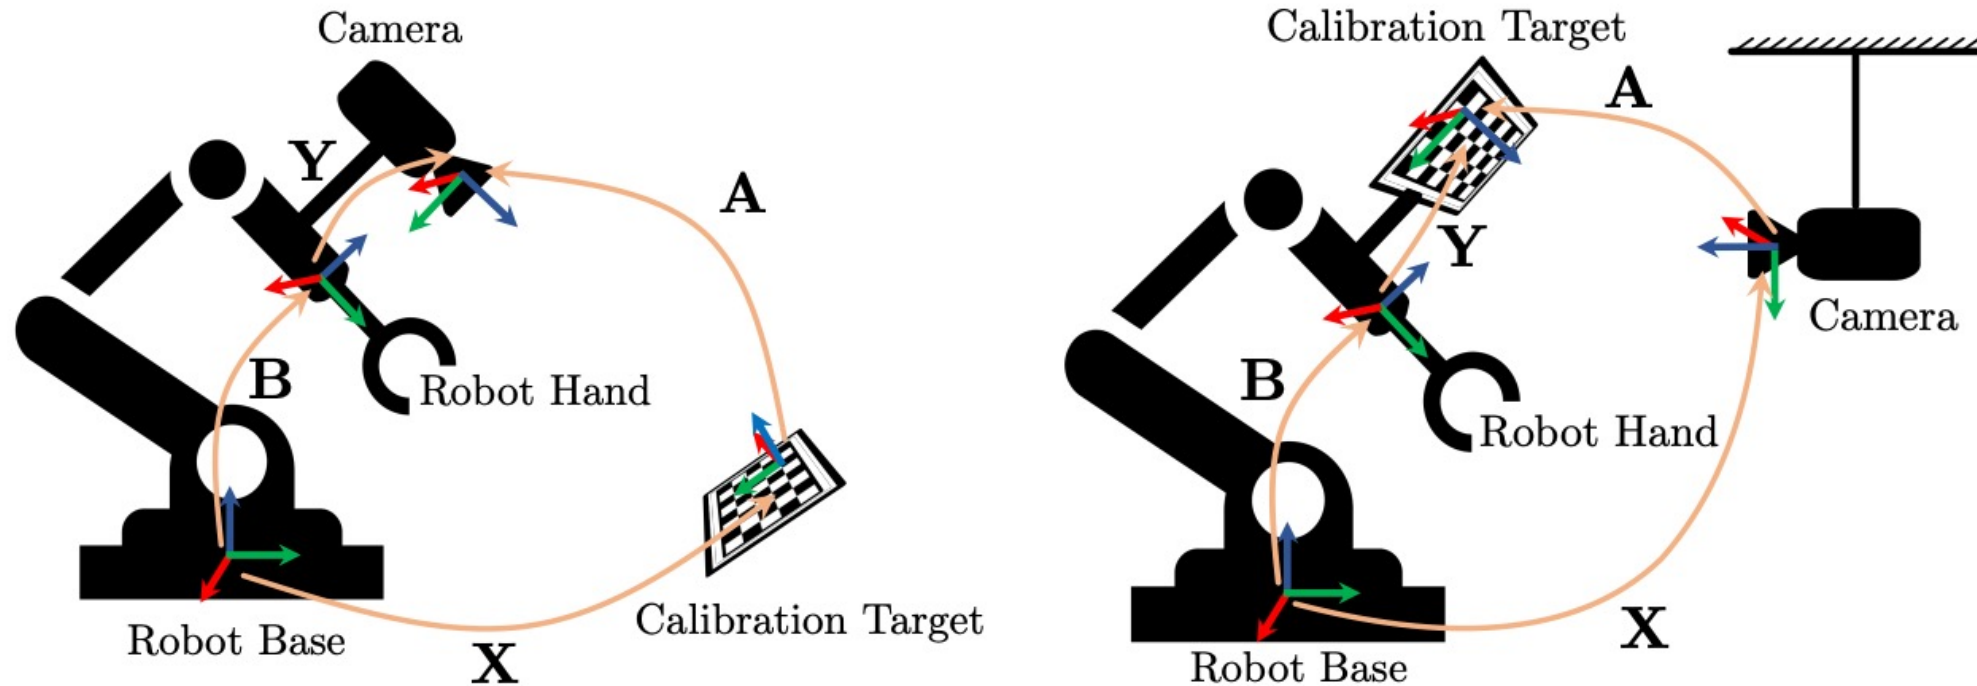 Camera
Y
A
B
Robot Hand
Calibration Target
Robot Base
X
Calibration Target
A
Y
Camera
B
Robot Hand
X
Robot Base